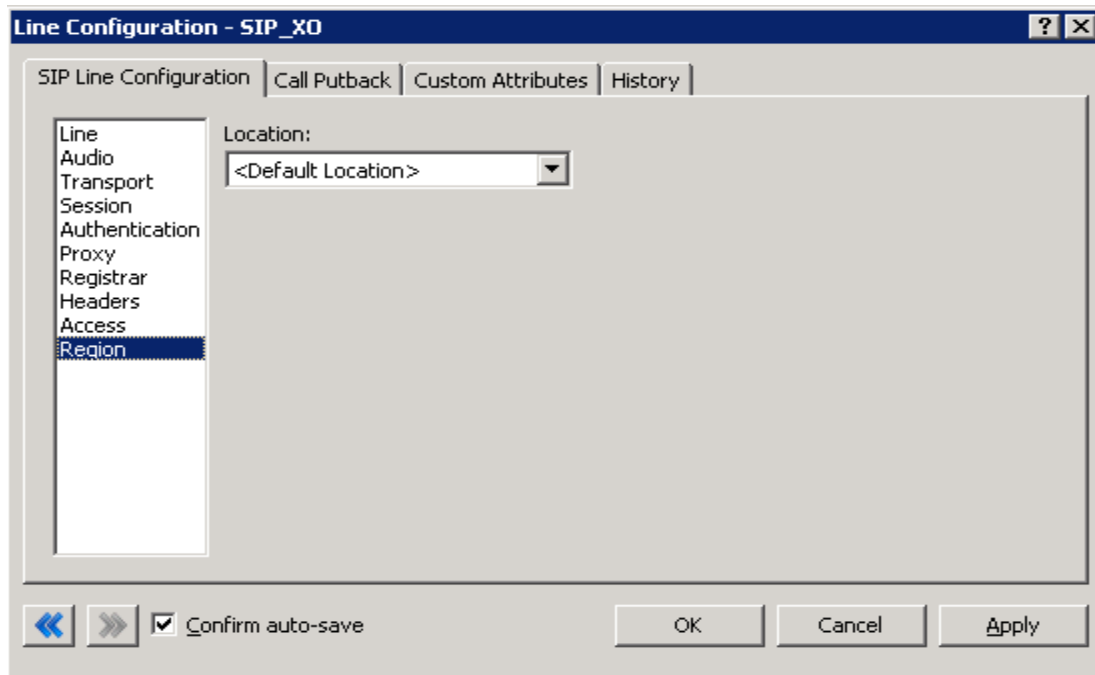 Line Configuration - SIP_XO
SIP Line Configuration
Call Putback
Custom Attributes
History
Line
Audio
Transport
Session
Authentication
Proxy
Registrar
Headers
Access
Region
Location:
<Default Location>
Confirm auto-save
OK
Cancel
Apply